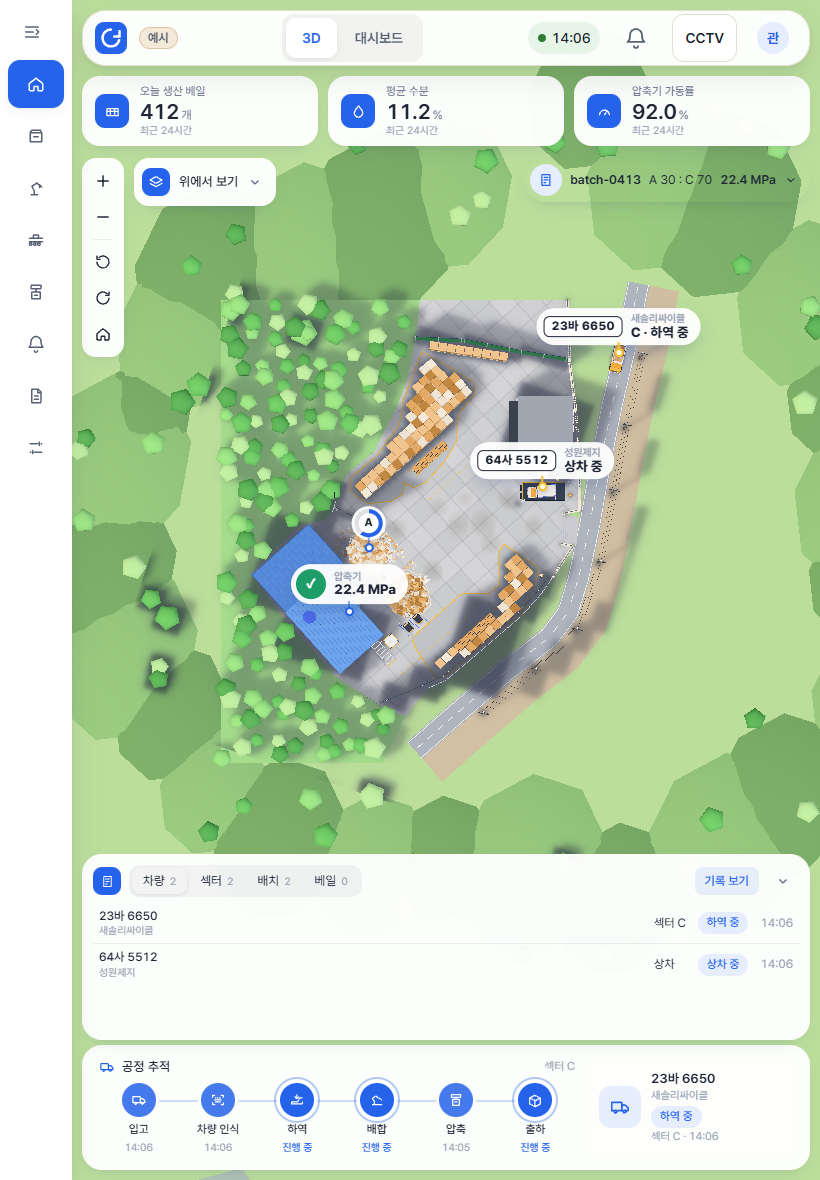 예시
3D
대시보드
14:06
CCTV
관
오늘 생산 베일
412개
최근 24시간
평균 수분
11.2%
최근 24시간
압축기 가동률
92.0%
최근 24시간
위에서 보기
batch-0413 A 30 : C 70 22.4 MPa
23바 6650
새솔리싸이클
C · 하역 중
64사 5512
성원제지
상차 중
A
압축기
22.4 MPa
차량 2
섹터 2
배치 2
베일 0
기록 보기
23바 6650
새솔리싸이클
섹터 C
하역 중
14:06
64사 5512
성원제지
상차
상차 중
14:06
공정 추적
섹터 C
입고
14:06
차량 인식
14:06
하역
진행 중
배합
진행 중
압축
14:05
출하
진행 중
23바 6650
새솔리싸이클
하역 중
섹터 C · 14:06